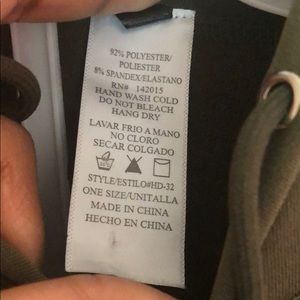 92% POLYESTER/
POLIESTER
8% SPANDEX/ELASTANO
RN# 142015
HAND WASH COLD
DO NOT BLEACH
HANG DRY
LAVAR FRIO A MANO
NO CLORO
SECAR COLGADO
STYLE/ESTILO#HD-32
ONE SIZE/UNITALLA
MADE IN CHINA
HECHO EN CHINA